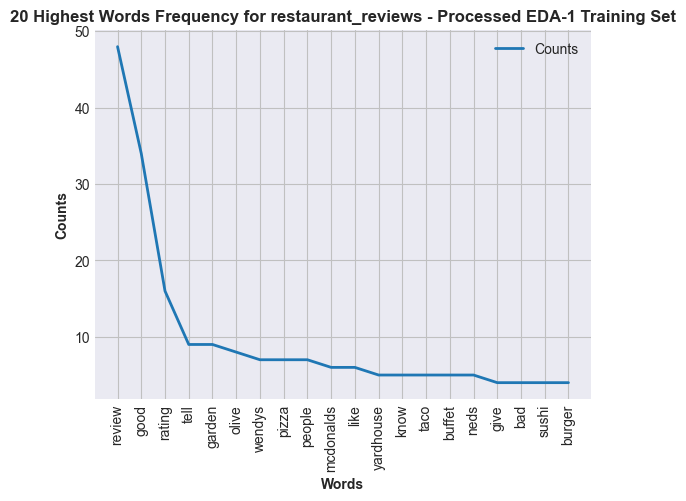 20 Highest Words Frequency for restaurant_reviews - Processed EDA-1 Training Set
Counts
50
40
30
20
10
Counts
review
good
rating
tell
garden
olive
wendys
pizza
people
mcdonalds
like
yardhouse
know
taco
buffet
neds
give
bad
sushi
burger
Words